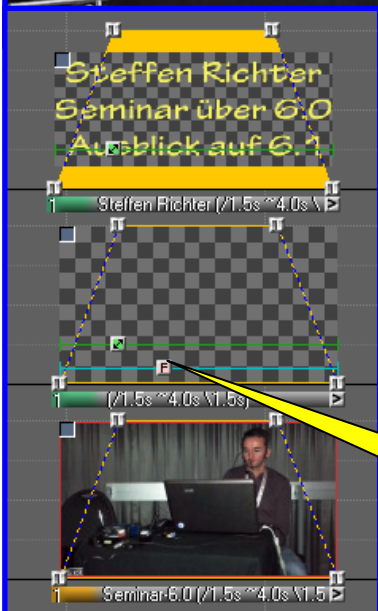 Steffen Richter
Seminar über 6.0
Ausblick auf 6.1
1 Steffen Richter (/1.5s ~4.0s \ >
F
1 (/1.5s ~4.0s \1.5s) >
1 Seminar-6.0 (/1.5s ~4.0s \1.5 >